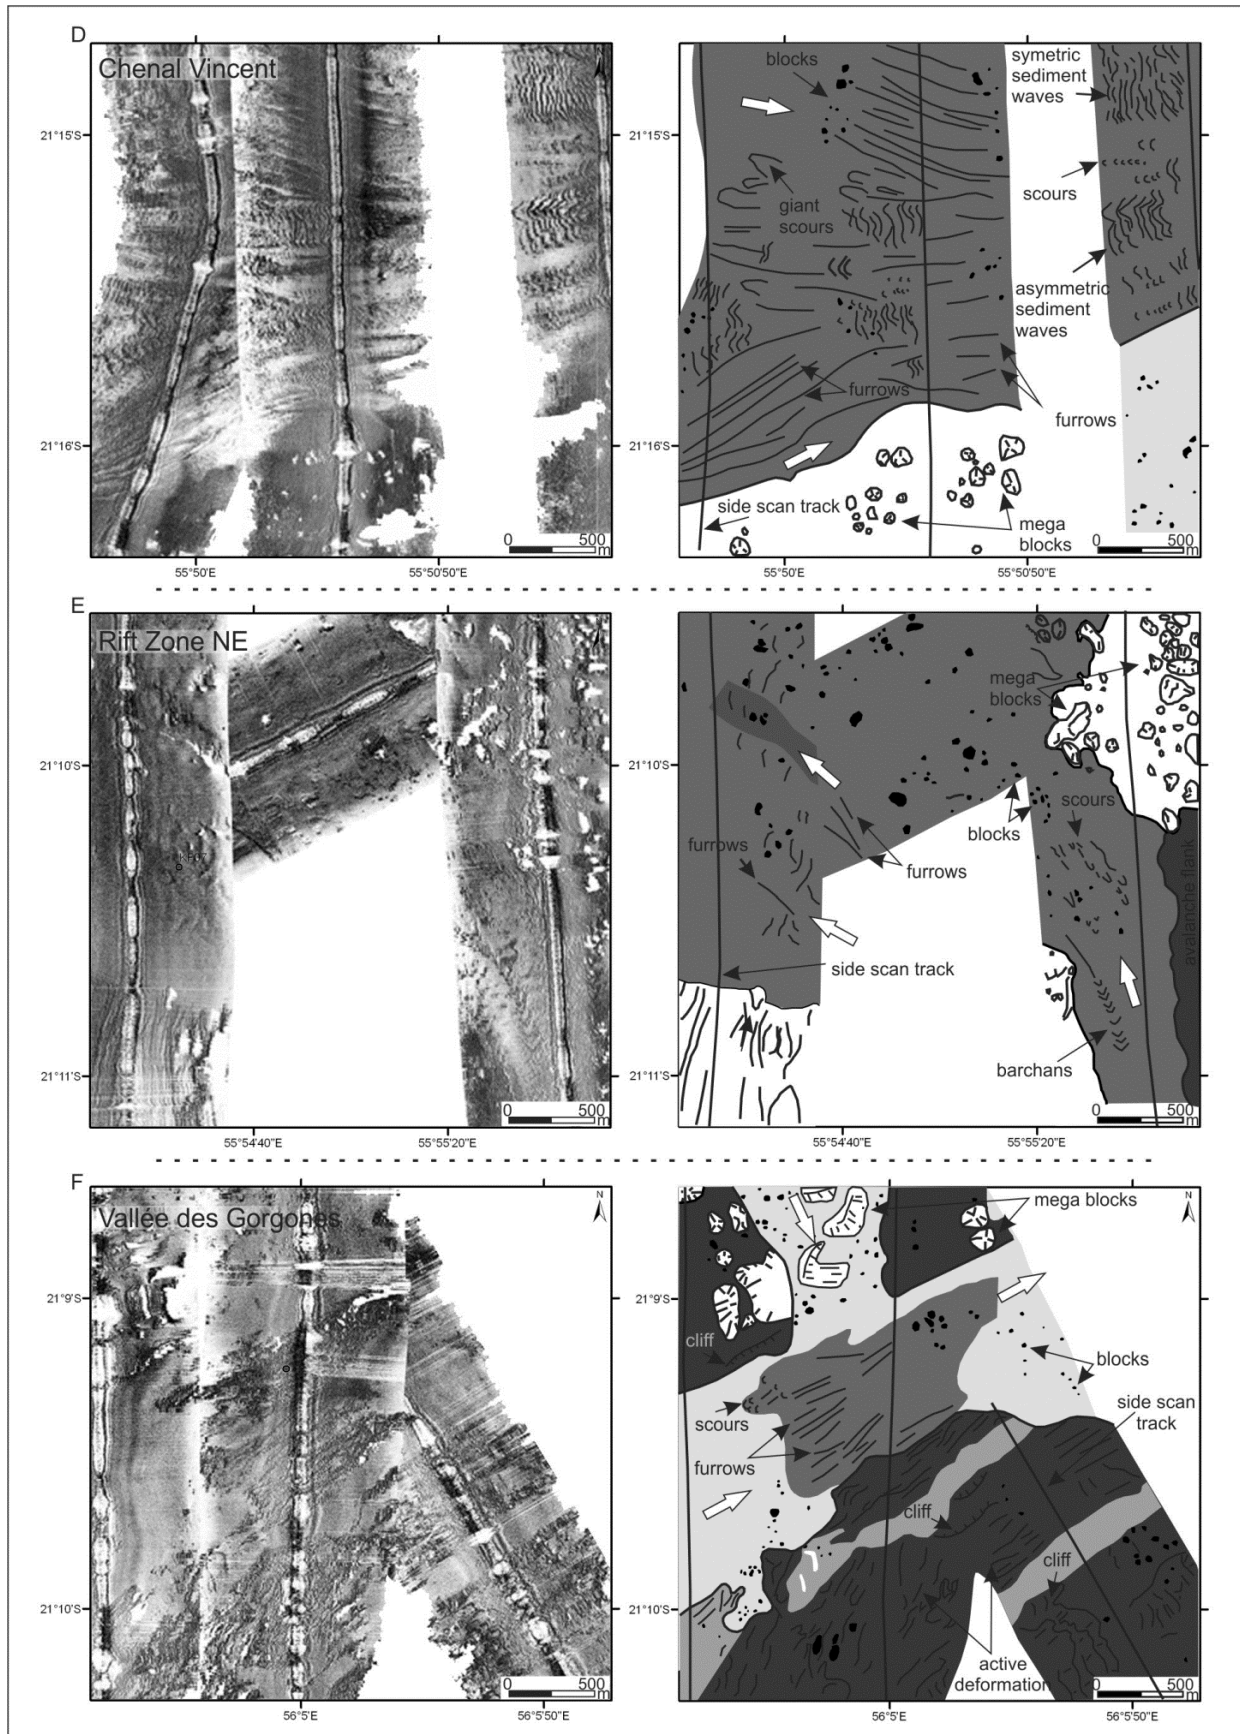 D
Chenal Vincent
N
21°15'S
21°16'S
0 500
m
55°50'E
55°50'50"E
blocks
symetric
sediment
waves
21°15'S
scours
giant
scours
asymmetric
sediment
waves
furrows
furrows
21°16'S
side scan track
mega
blocks
0 500
m
55°50'E
55°50'50"E
E
Rift Zone NE
21°10'S
KF07
21°11'S
0 500
m
55°54'40"E
55°55'20"E
mega
blocks
21°10'S
scours
blocks
furrows
furrows
avalanche flank
side scan track
barchans
21°11'S
0 500
m
55°54'40"E
55°55'20"E
F
Vallée des Gorgones
N
21°9'S
21°10'S
0 500
m
56°5'E
56°5'50"E
mega blocks
N
21°9'S
cliff
blocks
side scan
track
scours
furrows
cliff
cliff
21°10'S
active
deformation
0 500
m
56°5'E
56°5'50"E